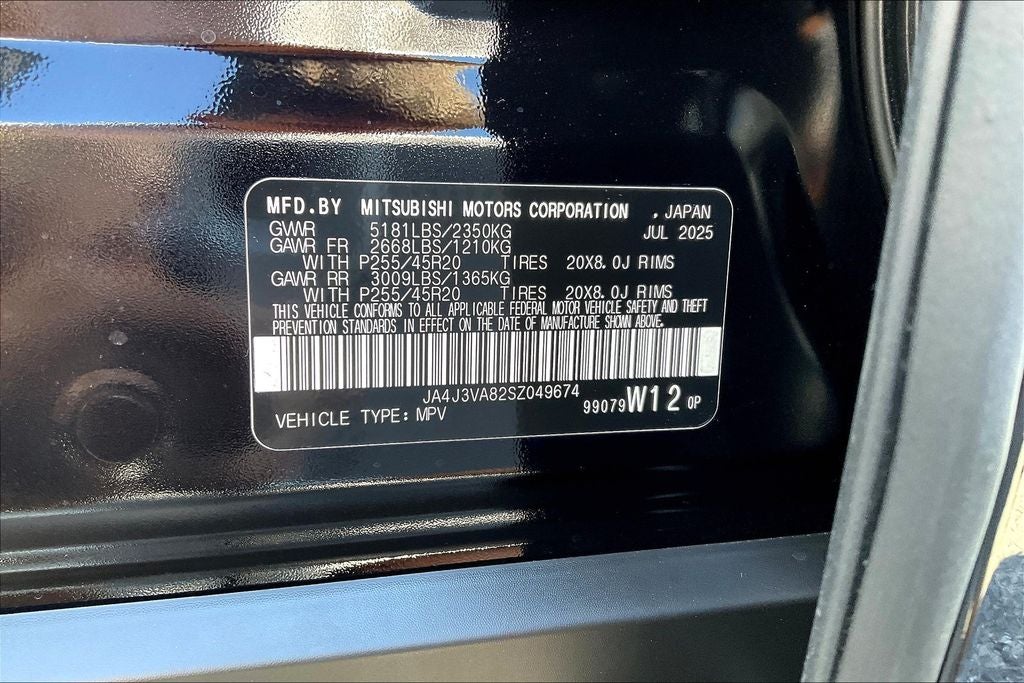 MFD.BY MITSUBISHI MOTORS CORPORATION . JAPAN
GWWR 5181LBS/2350KG JUL 2025
GAWR FR 2668LBS/1210KG
WITH P255/45R20 TIRES 20X8.0J RIMS
GAWR RR 3009LBS/1365KG
WITH P255/45R20 TIRES 20X8.0J RIMS
THIS VEHICLE CONFORMS TO ALL APPLICABLE FEDERAL MOTOR VEHICLE SAFETY AND THEFT
PREVENTION STANDARDS IN EFFECT ON THE DATE OF MANUFACTURE SHOWN ABOVE.
JA4J3VA82SZ049674
VEHICLE TYPE: MPV 99079W12 0P